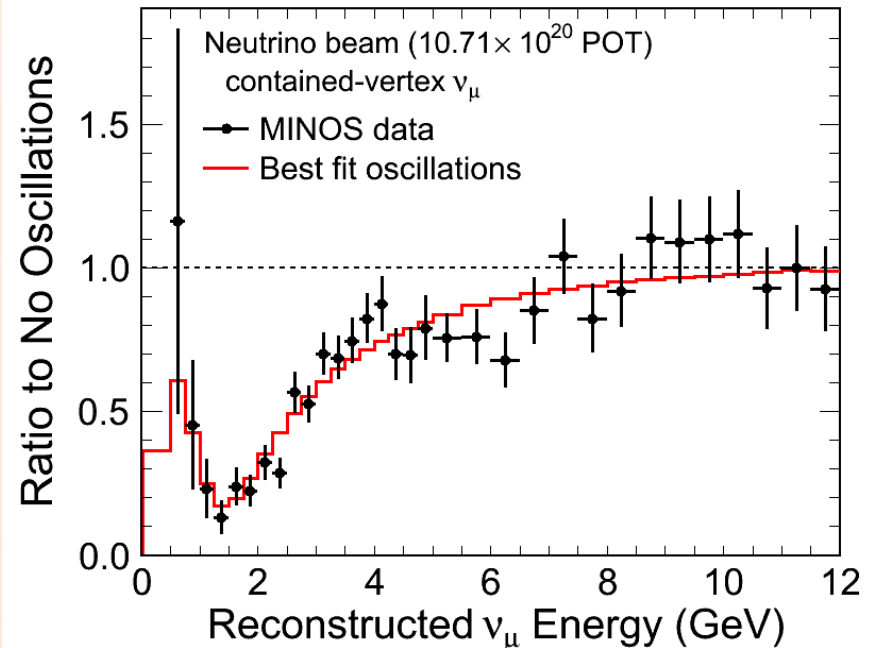 Neutrino beam (10.71× 10²⁰ POT)
contained-vertex νμ
MINOS data
Best fit oscillations
Ratio to No Oscillations
1.5
1.0
0.5
0.0
0 2 4 6 8 10 12
Reconstructed νμ Energy (GeV)